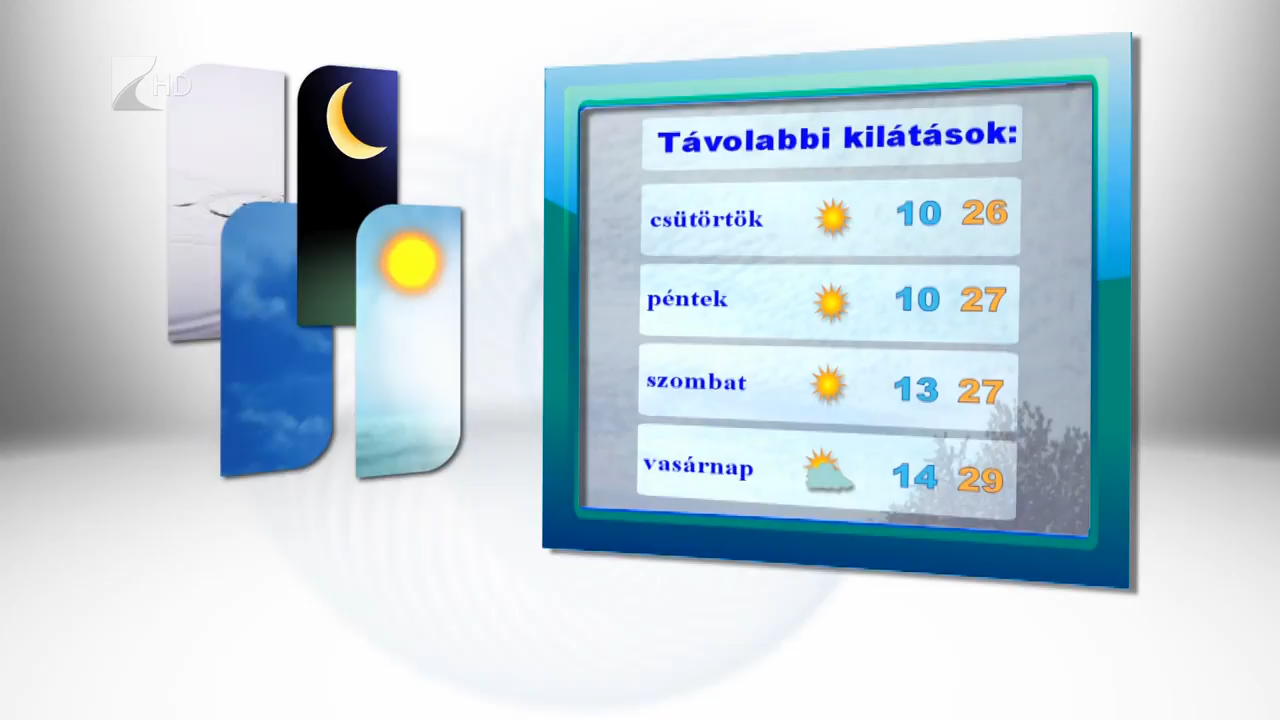 HD
Távolabbi kilátások:
csütörtök 10 26
péntek 10 27
szombat 13 27
vasárnap 14 29